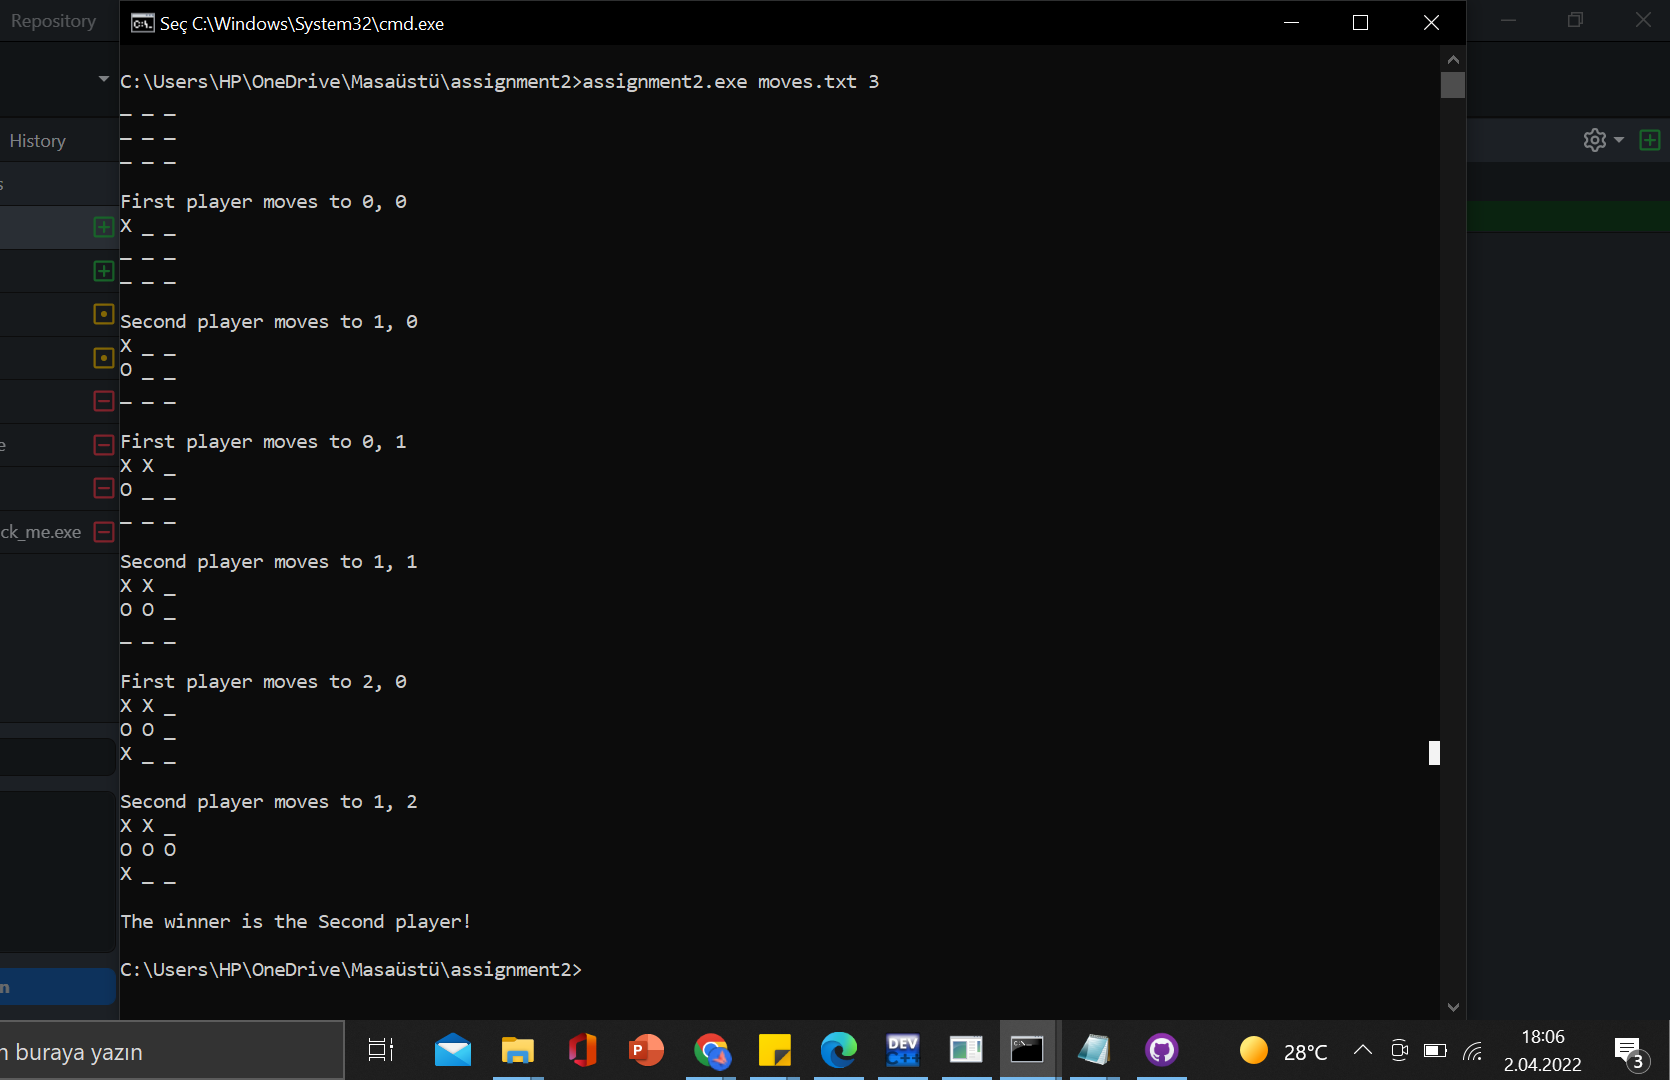 Repository
Seç C:\Windows\System32\cmd.exe
C:\Users\HP\OneDrive\Masaüstü\assignment2>assignment2.exe moves.txt 3
_ _ _
_ _ _
_ _ _
History
s
First player moves to 0, 0
X _ _
_ _ _
_ _ _
Second player moves to 1, 0
X _ _
O _ _
_ _ _
First player moves to 0, 1
X X _
e
O _ _
_ _ _
ck_me.exe
Second player moves to 1, 1
X X _
O O _
_ _ _
First player moves to 2, 0
X X _
O O _
X _ _
Second player moves to 1, 2
X X _
O O O
X _ _
The winner is the Second player!
C:\Users\HP\OneDrive\Masaüstü\assignment2>
n
n buraya yazın
P
DEV
C++
C:\.
28°C
18:06
2.04.2022
3